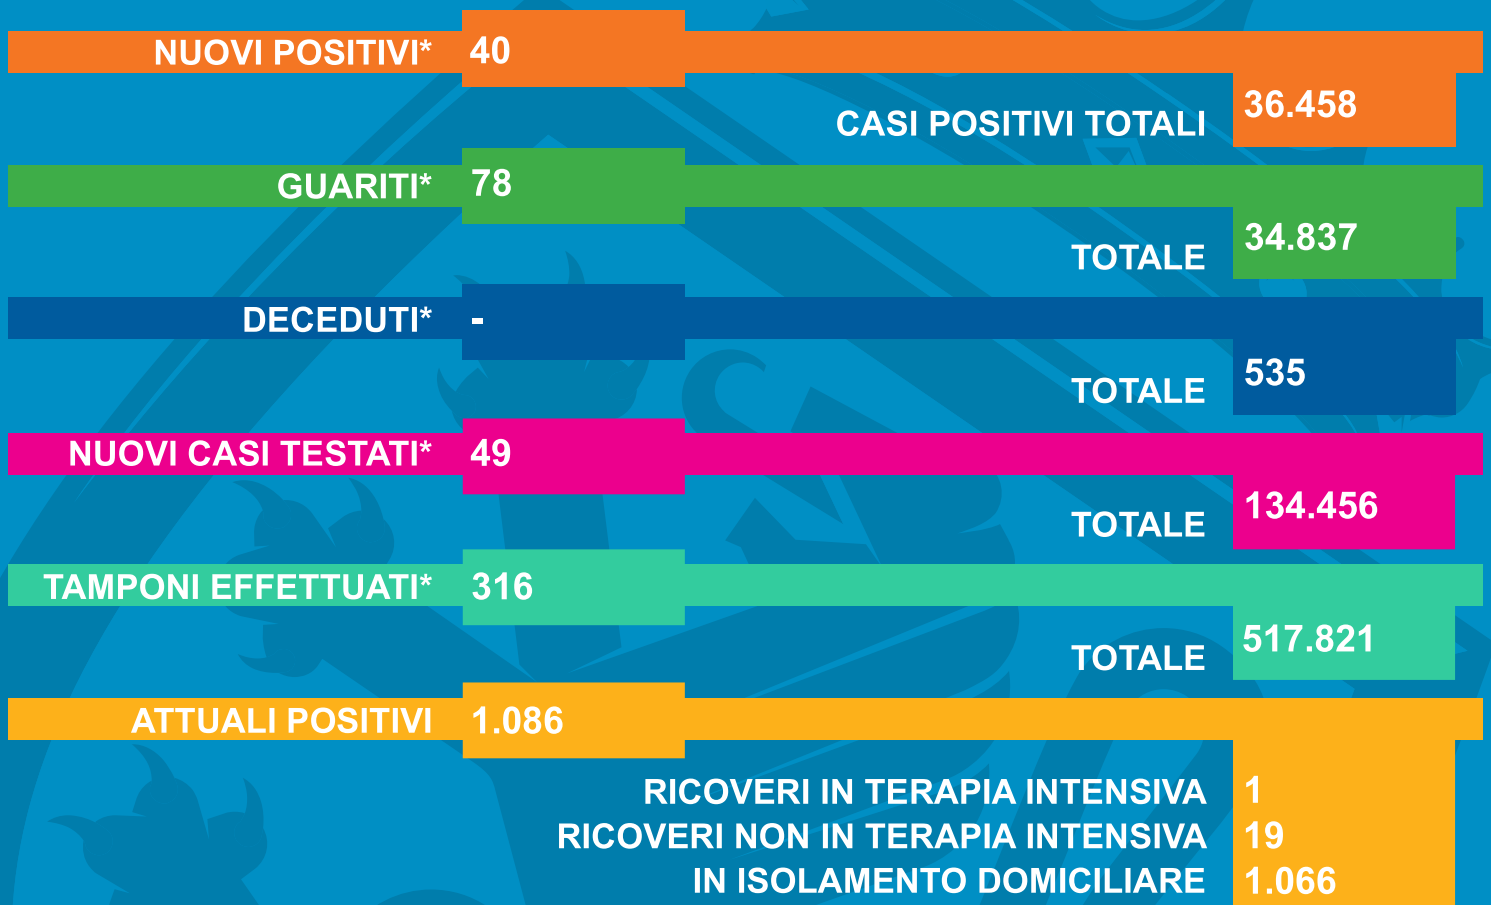 NUOVI POSITIVI* 40
CASI POSITIVI TOTALI 36.458
GUARITI* 78
TOTALE 34.837
DECEDUTI* -
TOTALE 535
NUOVI CASI TESTATI* 49
TOTALE 134.456
TAMPONI EFFETTUATI* 316
TOTALE 517.821
ATTUALI POSITIVI 1.086
RICOVERI IN TERAPIA INTENSIVA 1
RICOVERI NON IN TERAPIA INTENSIVA 19
IN ISOLAMENTO DOMICILIARE 1.066